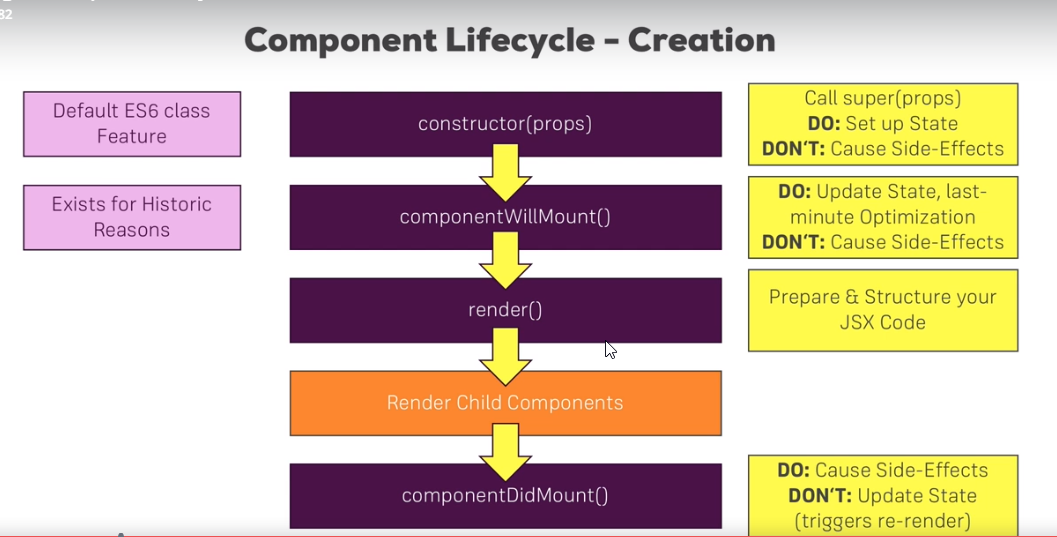 82
Component Lifecycle - Creation
Default ES6 class
Feature
constructor(props)
Call super(props)
DO: Set up State
DON'T: Cause Side-Effects
Exists for Historic
Reasons
componentWillMount()
DO: Update State, last-
minute Optimization
DON'T: Cause Side-Effects
render()
Prepare & Structure your
JSX Code
Render Child Components
componentDidMount()
DO: Cause Side-Effects
DON'T: Update State
(triggers re-render)